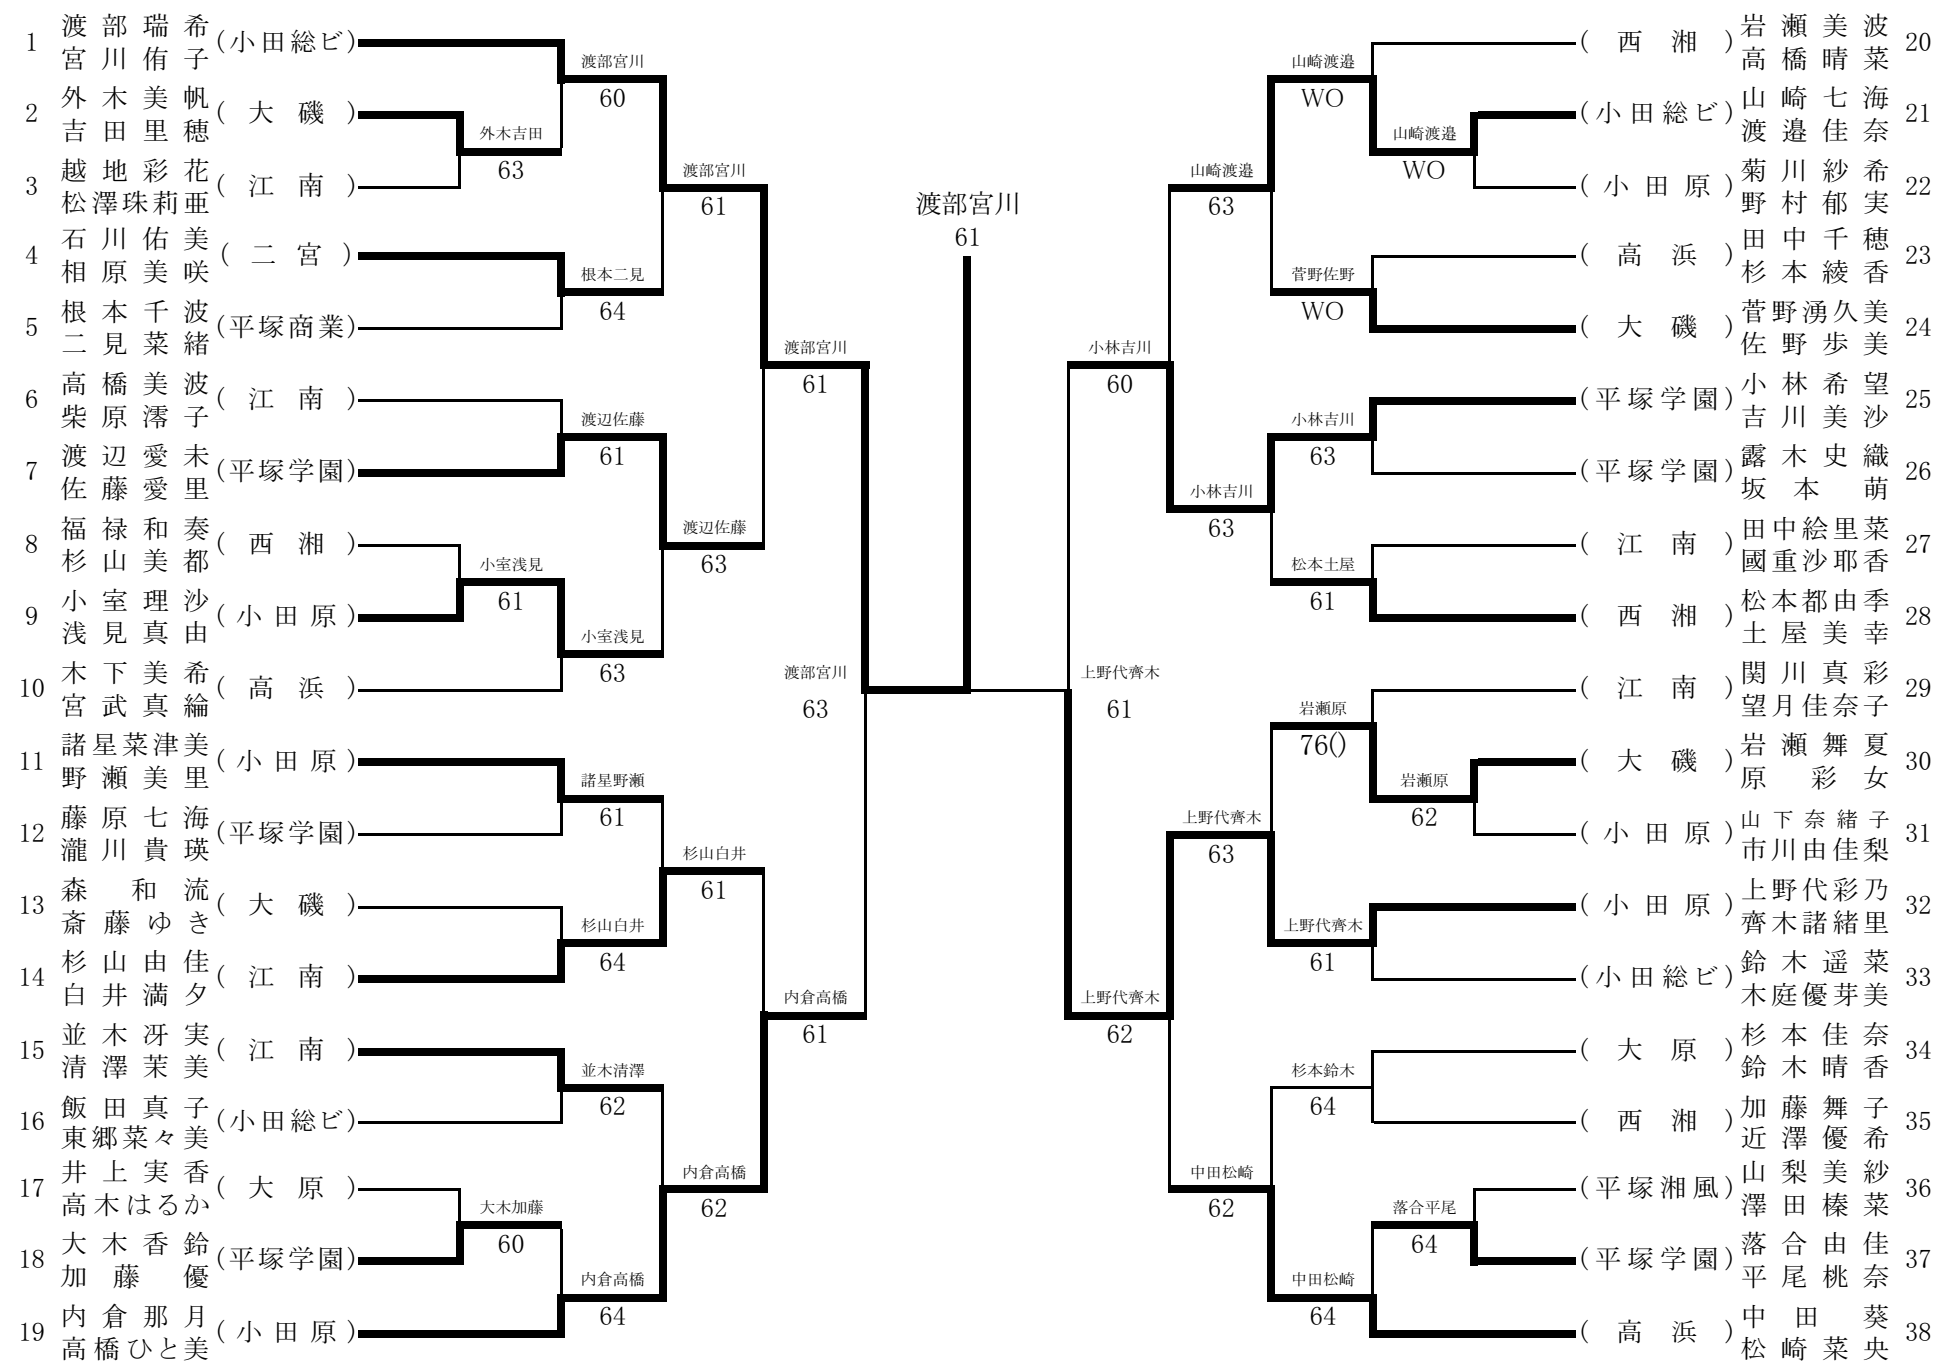 1 渡部瑞希 (小田総ビ)
宮川侑子
2 外木美帆 (大磯)
吉田里穂
3 越地彩花 (江南)
松澤珠莉亜
4 石川佑美 (二宮)
相原美咲
5 根本千波 (平塚商業)
二見菜緒
6 高橋美波 (江南)
柴原澪子
7 渡辺愛未 (平塚学園)
佐藤愛里
8 福禄和奏 (西湘)
杉山美都
9 小室理沙 (小田原)
浅見真由
10 木下美希 (高浜)
宮武真綸
11 諸星菜津美 (小田原)
野瀬美里
12 藤原七海 (平塚学園)
瀧川貴瑛
13 森和流 (大磯)
斎藤ゆき
14 杉山由佳 (江南)
白井満夕
15 並木冴実 (江南)
清澤茉美
16 飯田真子 (小田総ビ)
東郷菜々美
17 井上実香 (大原)
高木はるか
18 大木香鈴 (平塚学園)
加藤優
19 内倉那月 (小田原)
高橋ひと美
外木吉田
63
小室浅見
61
大木加藤
60
渡部宮川
60
根本二見
64
渡辺佐藤
61
小室浅見
63
諸星野瀬
61
杉山白井
64
並木清澤
62
内倉高橋
64
渡部宮川
61
渡辺佐藤
63
杉山白井
61
内倉高橋
62
渡部宮川
61
内倉高橋
61
渡部宮川
63
渡部宮川
61
上野代齊木
61
小林吉川
60
上野代齊木
62
山崎渡邉
63
小林吉川
63
上野代齊木
63
中田松崎
62
山崎渡邉
WO
菅野佐野
WO
小林吉川
63
松本土屋
61
岩瀬原
76()
上野代齊木
61
杉本鈴木
64
中田松崎
64
山崎渡邉
WO
岩瀬原
62
落合平尾
64
(西湘) 岩瀬美波 20
高橋晴菜
(小田総ビ) 山崎七海 21
渡邉佳奈
(小田原) 菊川紗希 22
野村郁実
(高浜) 田中千穂 23
杉本綾香
(大磯) 菅野湧久美 24
佐野歩美
(平塚学園) 小林希望 25
吉川美沙
(平塚学園) 露木史織 26
坂本萌
(江南) 田中絵里菜 27
國重沙耶香
(西湘) 松本都由季 28
土屋美幸
(江南) 関川真彩 29
望月佳奈子
(大磯) 岩瀬舞夏 30
原彩女
(小田原) 山下奈緒子 31
市川由佳梨
(小田原) 上野代彩乃 32
齊木諸緒里
(小田総ビ) 鈴木遥菜 33
木庭優芽美
(大原) 杉本佳奈 34
鈴木晴香
(西湘) 加藤舞子 35
近澤優希
(平塚湘風) 山梨美紗 36
澤田榛菜
(平塚学園) 落合由佳 37
平尾桃奈
(高浜) 中田葵 38
松崎菜央